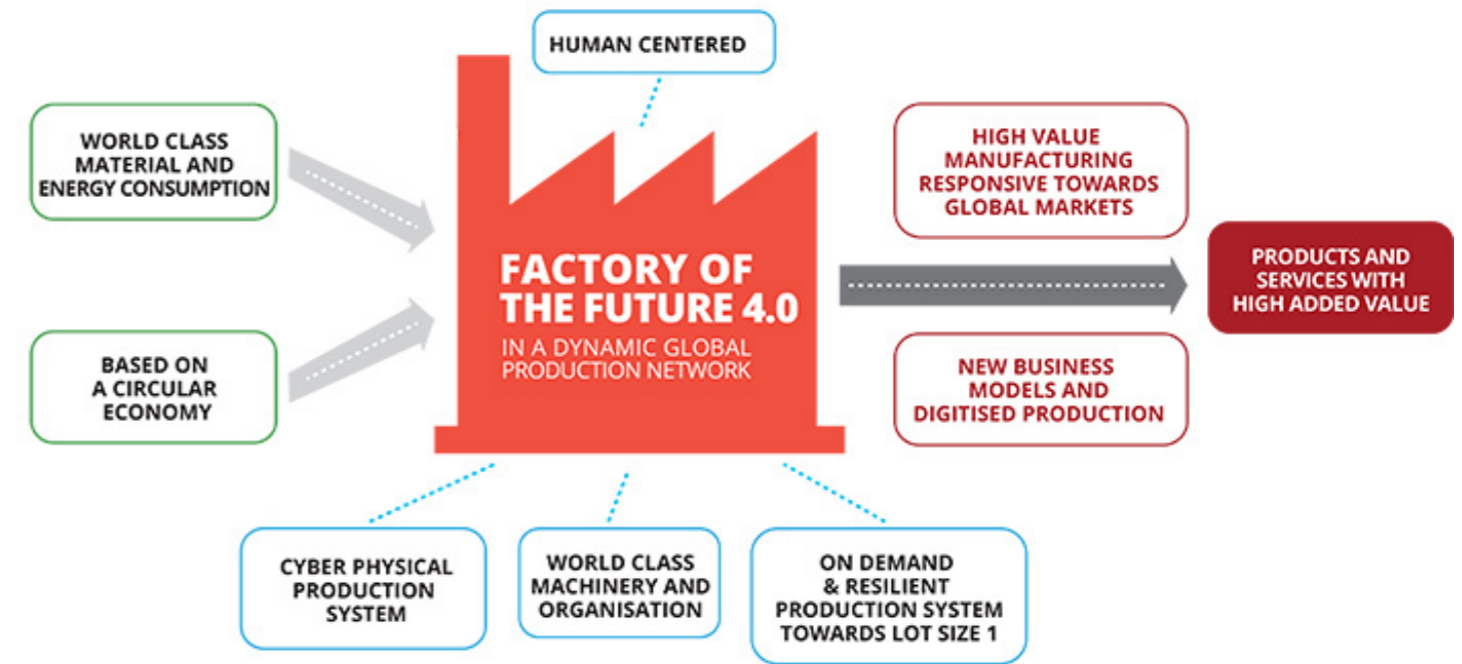 HUMAN CENTERED
WORLD CLASS
MATERIAL AND
ENERGY CONSUMPTION
BASED ON
A CIRCULAR
ECONOMY
FACTORY OF
THE FUTURE 4.0
IN A DYNAMIC GLOBAL
PRODUCTION NETWORK
HIGH VALUE
MANUFACTURING
RESPONSIVE TOWARDS
GLOBAL MARKETS
NEW BUSINESS
MODELS AND
DIGITISED PRODUCTION
PRODUCTS AND
SERVICES WITH
HIGH ADDED VALUE
CYBER PHYSICAL
PRODUCTION
SYSTEM
WORLD CLASS
MACHINERY AND
ORGANISATION
ON DEMAND
& RESILIENT
PRODUCTION SYSTEM
TOWARDS LOT SIZE 1